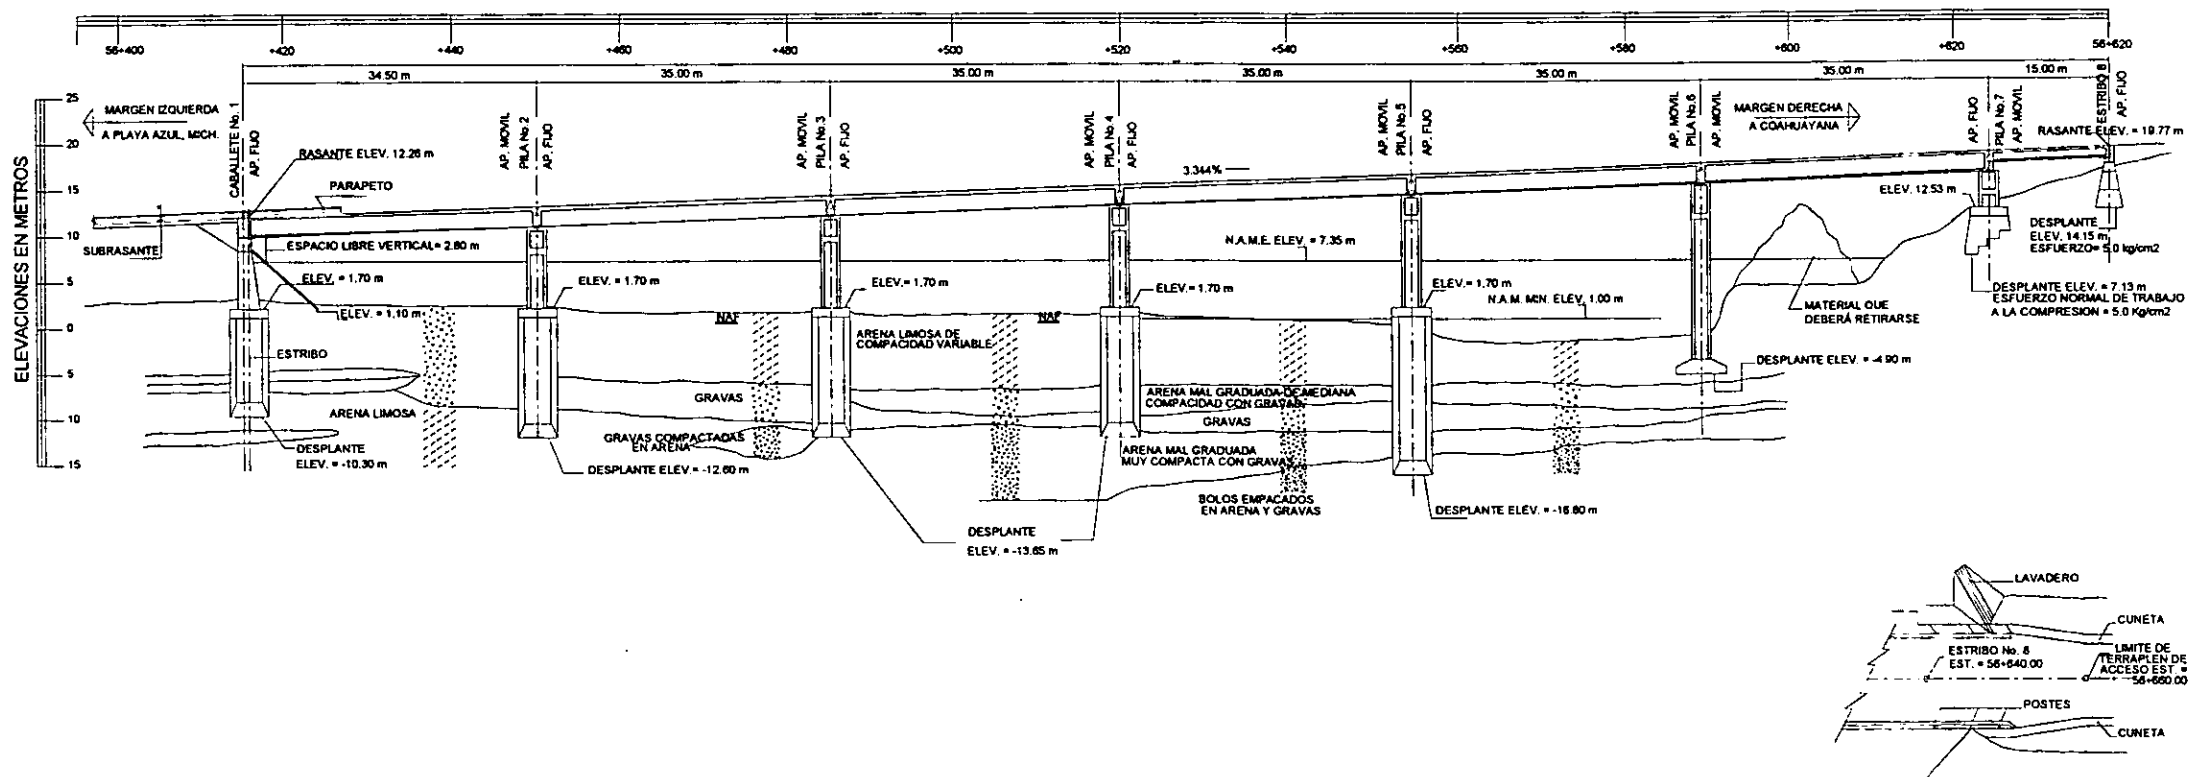 56+400
+420
+440
+460
+480
+500
+520
+540
+560
+580
+600
+620
56+620
34.50 m
35.00 m
35.00 m
35.00 m
35.00 m
35.00 m
15.00 m
ELEVACIONES EN METROS
25
20
15
10
5
0
5
10
15
MARGEN IZQUIERDA
A PLAYA AZUL, MICH.
CABALLETE No. 1
AP. FIJO
AP. MOVIL
PILA No.2
AP. FIJO
AP. MOVIL
PILA No.3
AP. FIJO
AP. MOVIL
PILA No.4
AP. FIJO
AP. MOVIL
PILA No.5
AP. FIJO
AP. MOVIL
PILA No.6
AP. MOVIL
MARGEN DERECHA
A COAHUAYANA
AP. FIJO
PILA No.7
AP. MOVIL
ESTRIBO 8
AP. FIJO
RASANTE ELEV. = 19.77 m
RASANTE ELEV. 12.26 m
PARAPETO
3.344%
SUBRASANTE
ESPACIO LIBRE VERTICAL= 2.80 m
N.A.M.E. ELEV. 7.35 m
ELEV. 12.53 m
DESPLANTE
ELEV. 14.15 m
ESFUERZO= 5.0 kg/cm2
ELEV. = 1.70 m
ELEV. = 1.10 m
ELEV. = 1.70 m
ELEV.= 1.70 m
ELEV. = 1.70 m
ELEV. = 1.70 m
N.A.M. MIN. ELEV. 1.00 m
MATERIAL QUE
DEBERÁ RETIRARSE
DESPLANTE ELEV. = 7.13 m
ESFUERZO NORMAL DE TRABAJO
A LA COMPRESION = 5.0 Kg/cm2
NAF
NAF
ARENA LIMOSA DE
COMPACIDAD VARIABLE
ESTRIBO
DESPLANTE ELEV. = -4.90 m
ARENA LIMOSA
GRAVAS
ARENA MAL GRADUADA DE MEDIANA
COMPACIDAD CON GRAVAS
GRAVAS
GRAVAS COMPACTADAS
EN ARENA
ARENA MAL GRADUADA
MUY COMPACTA CON GRAVAS
DESPLANTE
ELEV. = -10.30 m
DESPLANTE ELEV. = -12.60 m
BOLOS EMPACADOS
EN ARENA Y GRAVAS
DESPLANTE ELEV. = -16.80 m
DESPLANTE
ELEV. = -13.65 m
LAVADERO
CUNETA
ESTRIBO No. 8
EST. = 56+640.00
LIMITE DE
TERRAPLEN DE
ACCESO EST. =
56+660.00
POSTES
CUNETA